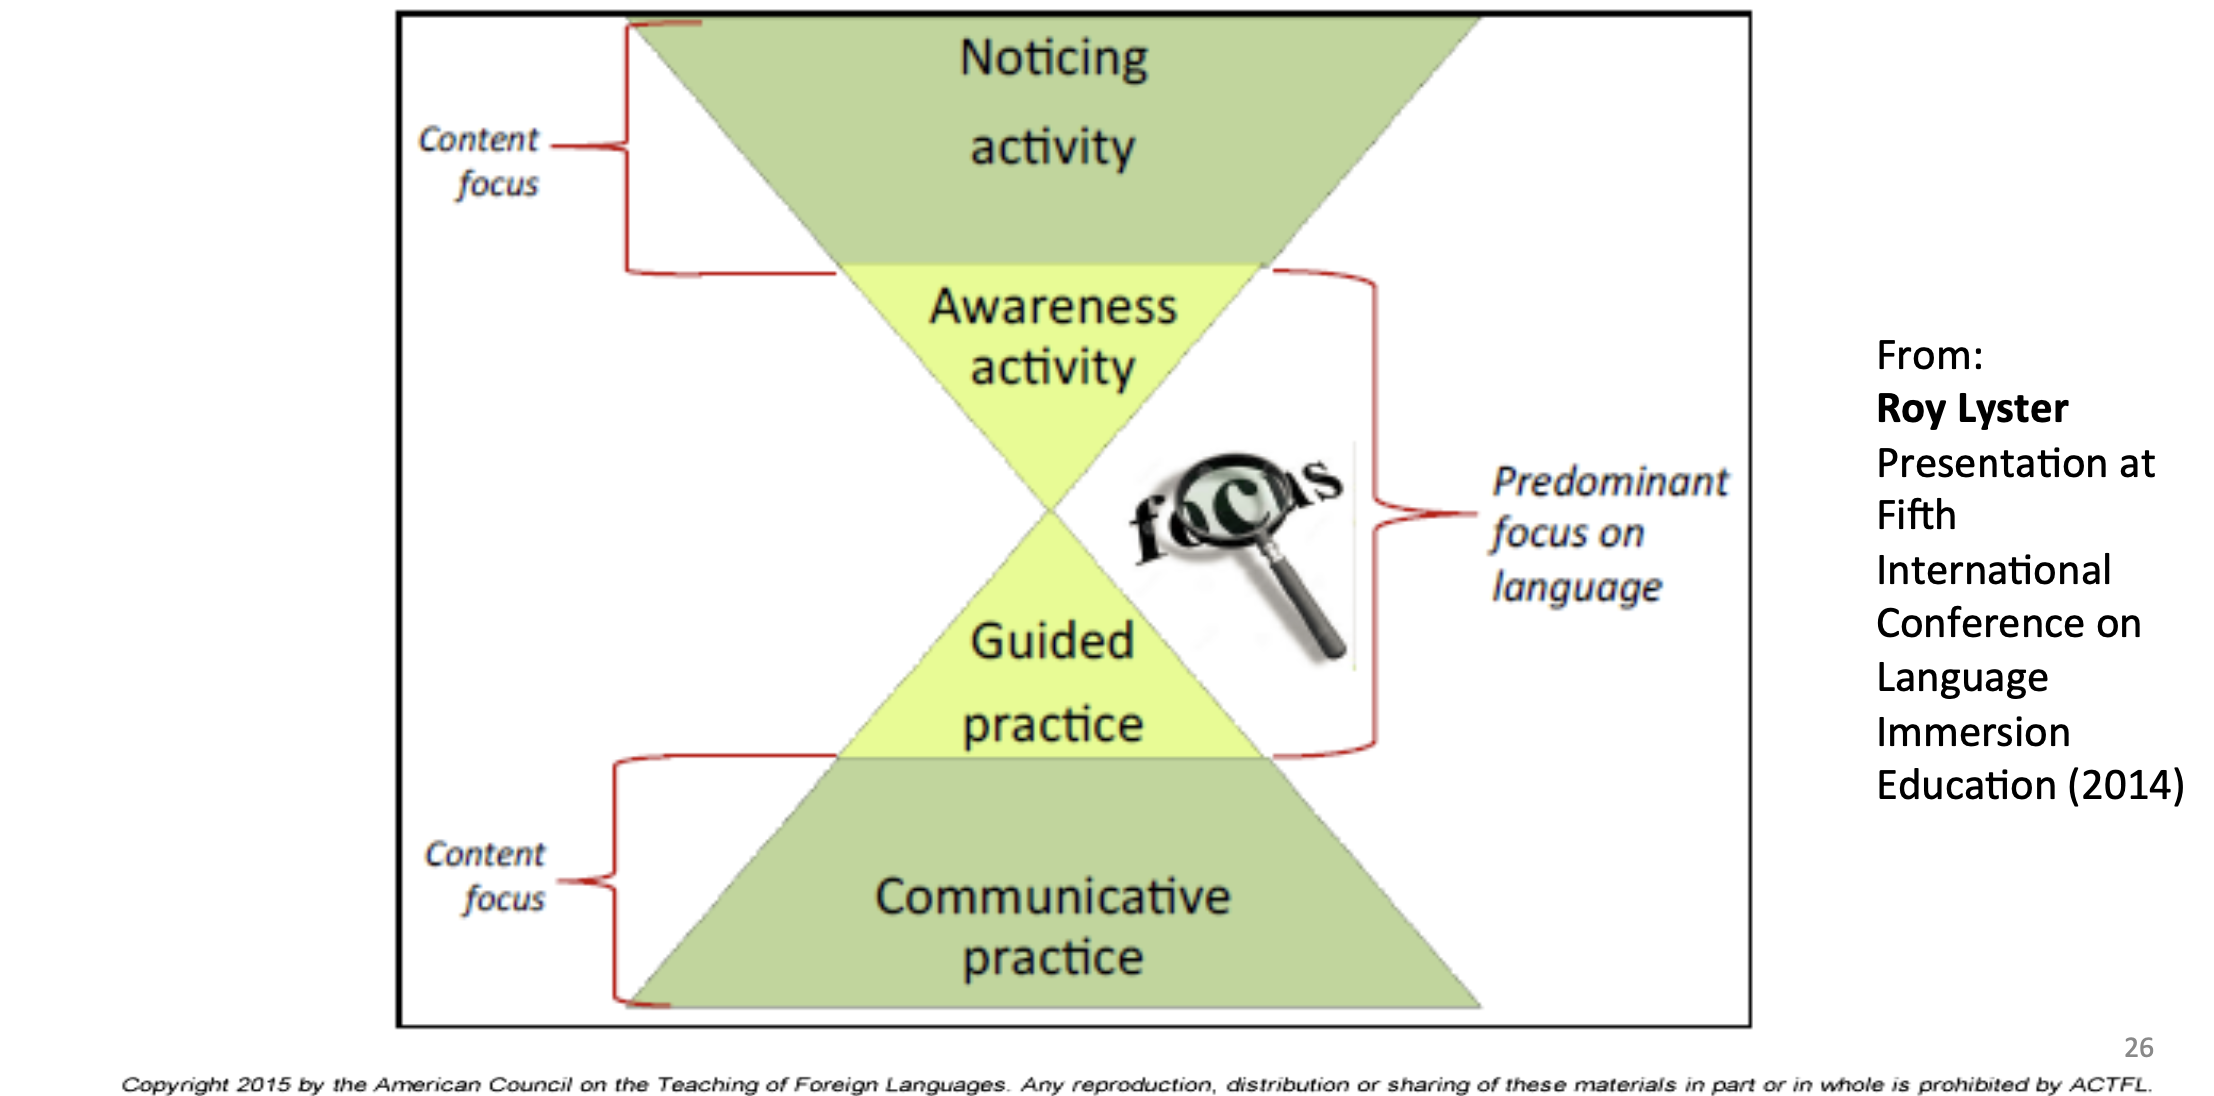 Noticing
activity
Content
focus
Awareness
activity
focus
Predominant
focus on
language
Guided
practice
Content
focus
Communicative
practice
From:
Roy Lyster
Presentation at
Fifth
International
Conference on
Language
Immersion
Education (2014)
26
Copyright 2015 by the American Council on the Teaching of Foreign Languages. Any reproduction, distribution or sharing of these materials in part or in whole is prohibited by ACTFL.